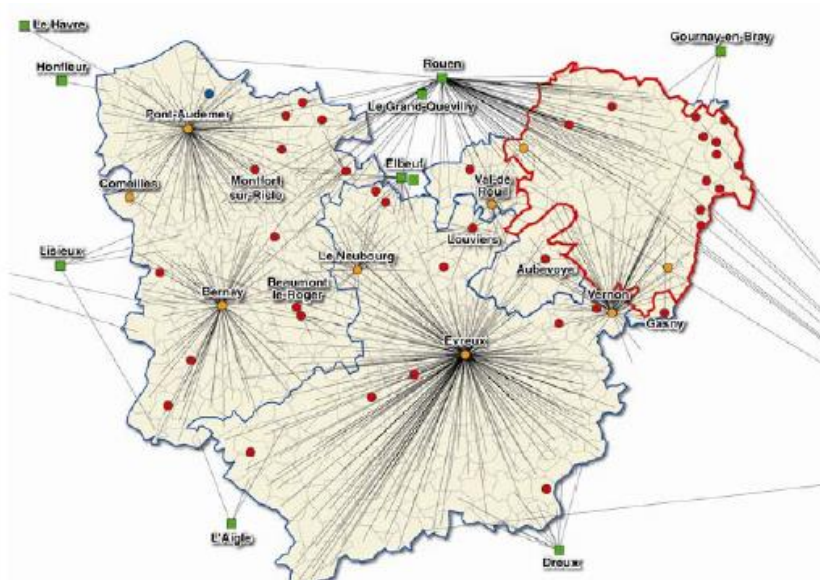 Le Havre
Gournay-en-Bray
Rouen
Honfleur
Le Grand-Quevilly
Pont-Audemer
Elbeuf
Montfort
sur-Risle
Val-de
Rouil
Cormeilles
Louviers
Lisieux
Le Neubourg
Aubevoye
Bernay
Beaumont
le-Roger
Vernon
Gasny
Evreux
L'Aigle
Dreux